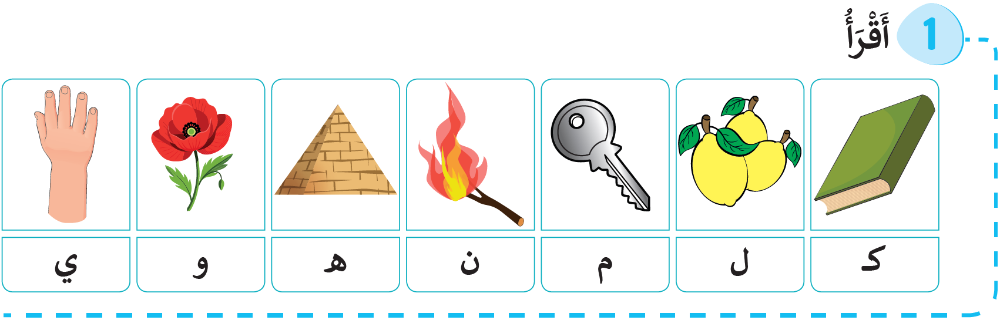 1 أَقْرَأُ
كـ ل م ن هـ و ي